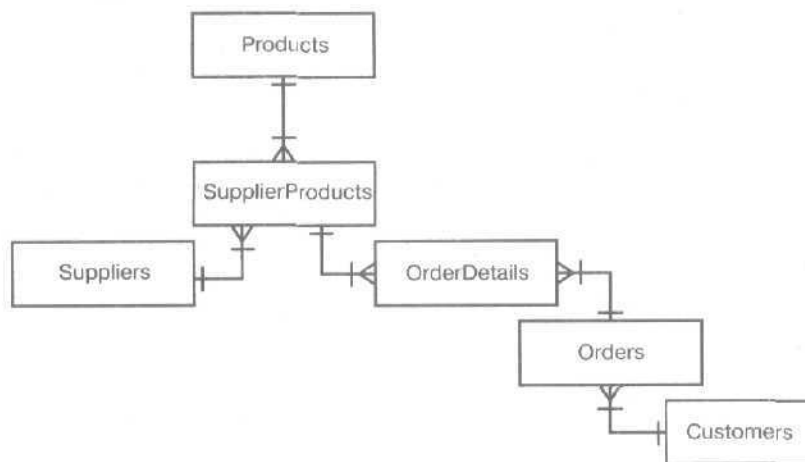 Products
SupplierProducts
Suppliers
OrderDetails
Orders
Customers